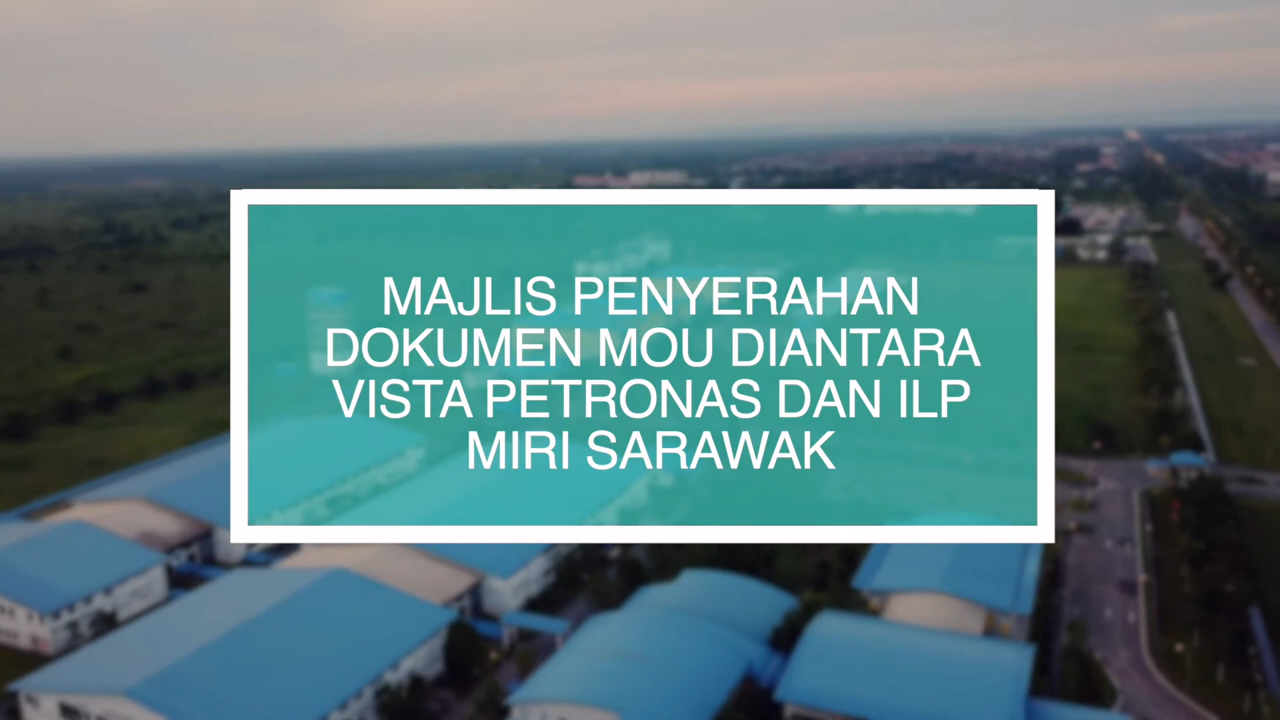 MAJLIS PENYERAHAN
DOKUMEN MOU DIANTARA
VISTA PETRONAS DAN ILP
MIRI SARAWAK